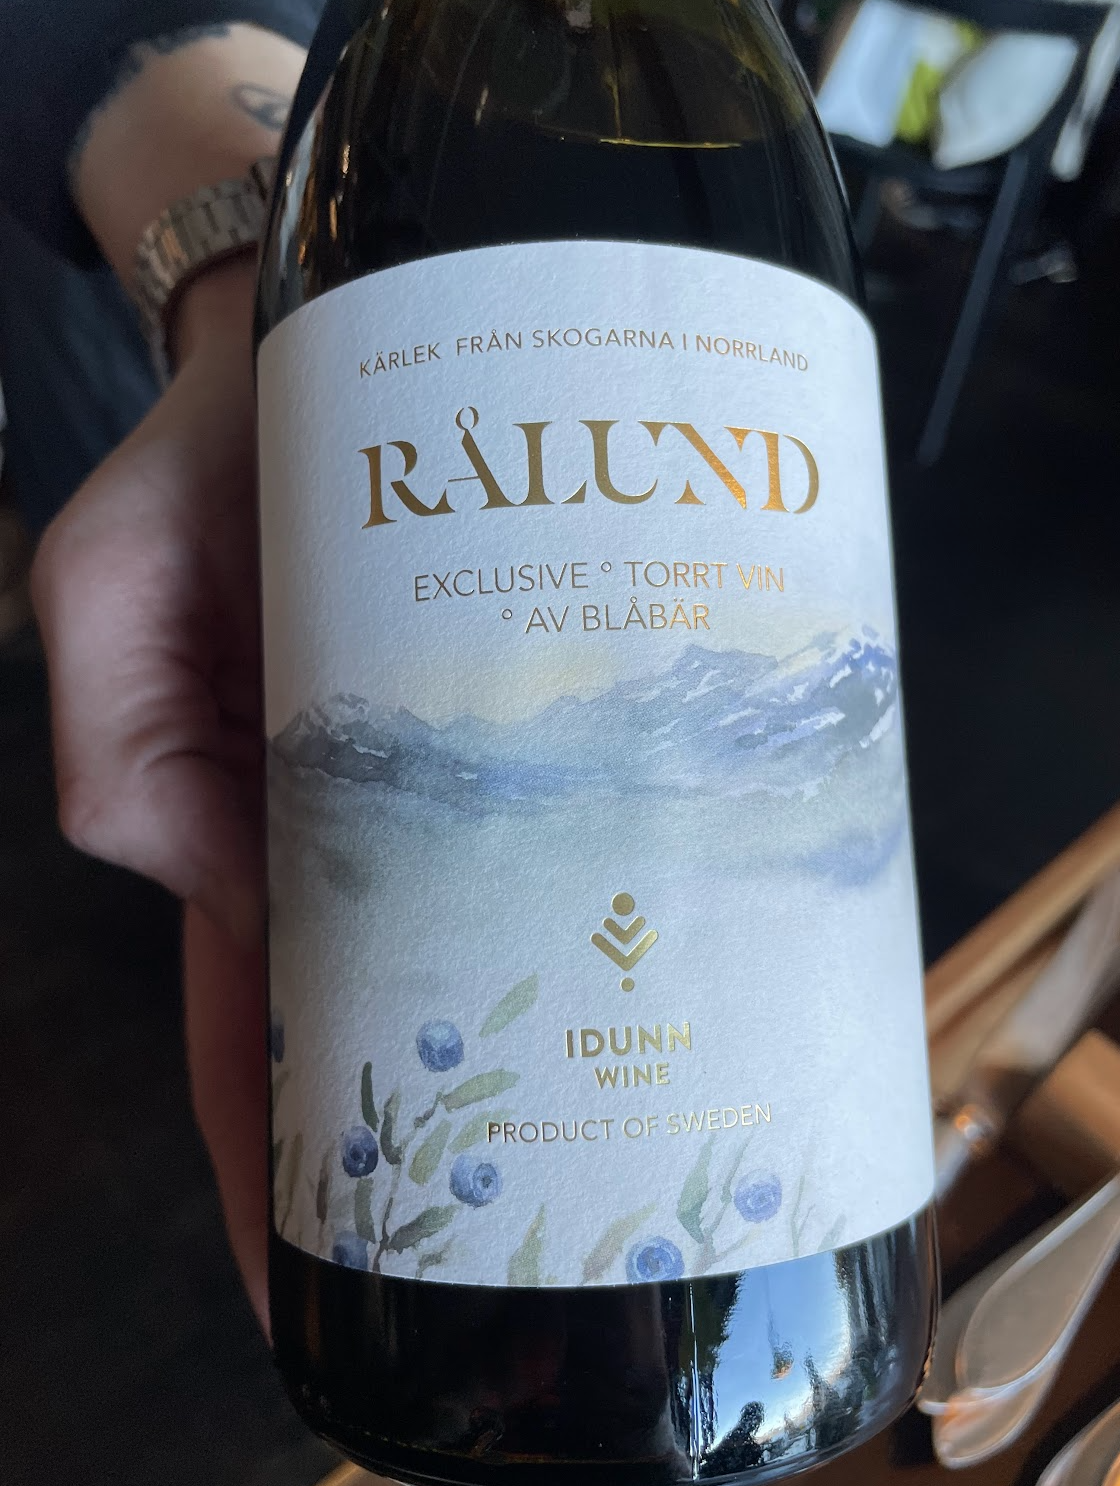 KÄRLEK FRÅN SKOGARNA I NORRLAND
RÅLUND
EXCLUSIVE ° TORRT VIN
° AV BLÅBÄR
IDUNN
WINE
PRODUCT OF SWEDEN